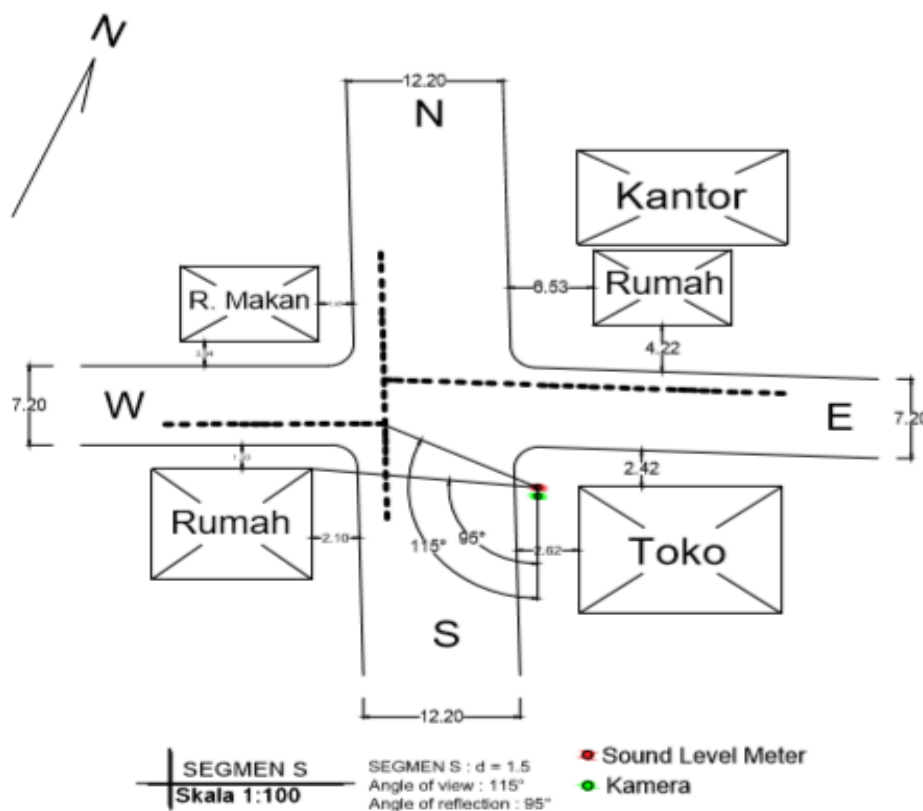 N
12.20
N
Kantor
Rumah
6.53
R. Makan
4.22
7.20
W
E
7.20
2.42
Rumah
2.10
115°
95°
2.62
Toko
S
12.20
SEGMEN S
Skala 1:100
SEGMEN S : d = 1.5
Angle of view : 115°
Angle of reflection : 95°
Sound Level Meter
Kamera